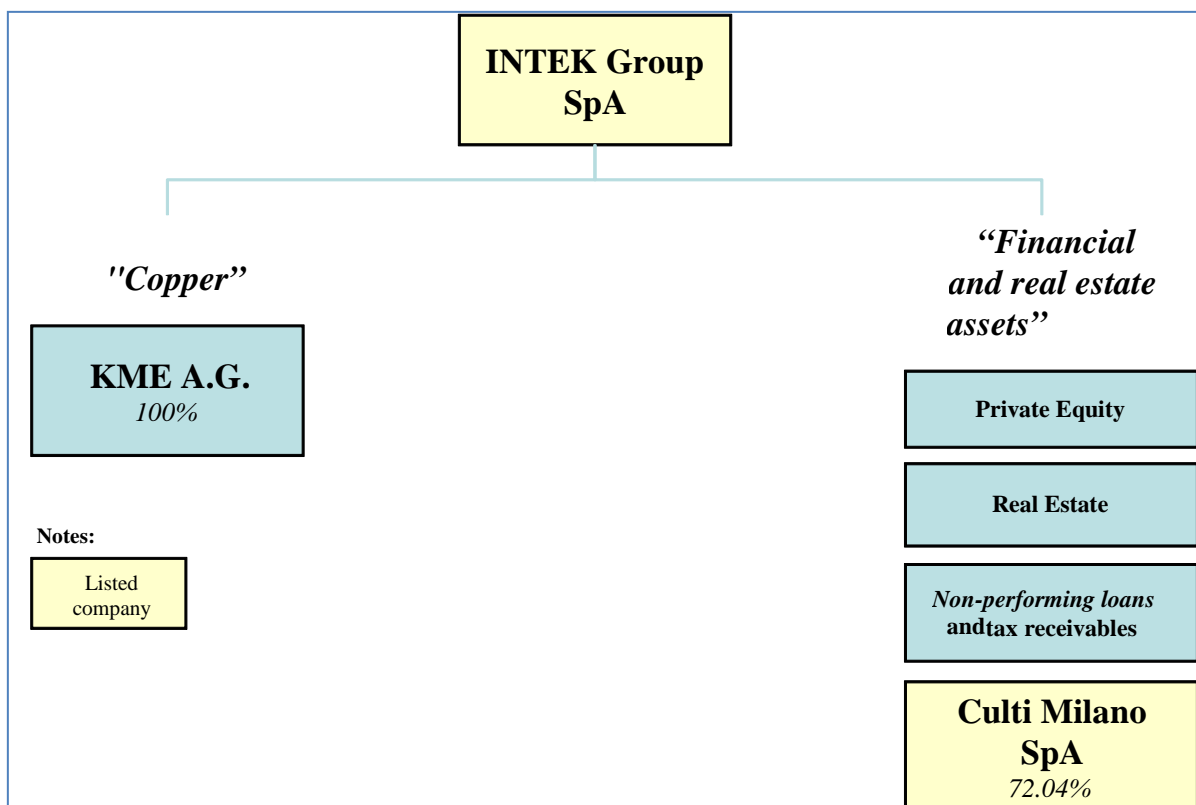 INTEK Group
SpA
"Copper”
KME A.G.
100%
Notes:
Listed
company
“Financial
and real estate
assets”
Private Equity
Real Estate
Non-performing loans
andtax receivables
Culti Milano
SpA
72.04%